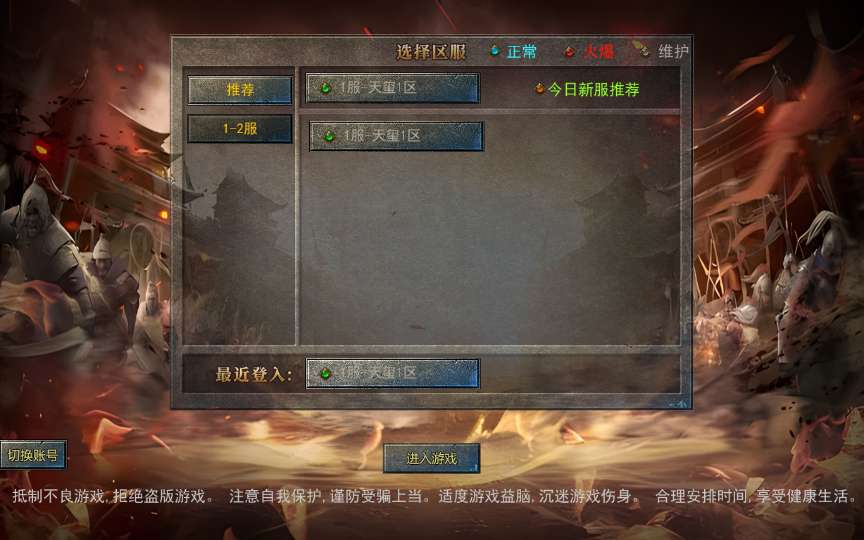 选择区服 正常 火爆 维护
推荐 1服-天玺1区 今日新服推荐
1-2服 1服-天玺1区
最近登入: 1服-天玺1区
切换账号 进入游戏
抵制不良游戏,拒绝盗版游戏。 注意自我保护,谨防受骗上当。适度游戏益脑,沉迷游戏伤身。 合理安排时间,享受健康生活。